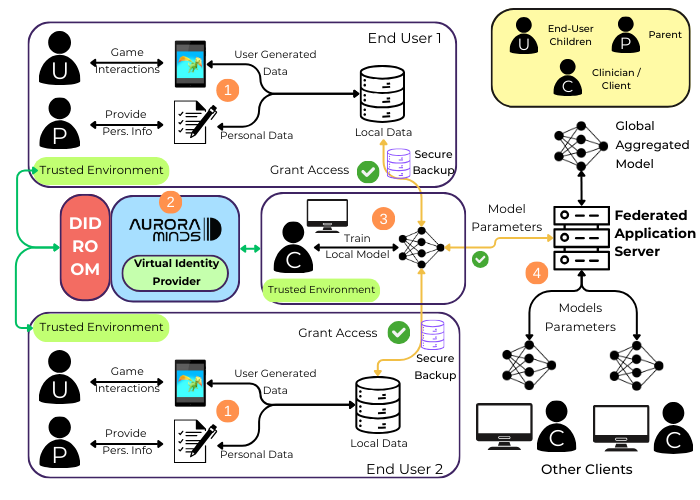 End User 1
U
Game
Interactions
User Generated
Data
1
P
Provide
Pers. Info
Personal Data
Local Data
Trusted Environment
Grant Access
Secure
Backup
U
End-User
Children
P
Parent
C
Clinician /
Client
Global
Aggregated
Model
DID
RO
OM
2
AURORA
MINDS
Virtual Identity
Provider
C
Train
Local Model
3
Trusted Environment
Model
Parameters
Federated
Application
Server
4
Models
Parameters
C
C
Other Clients
Trusted Environment
Grant Access
Secure
Backup
U
Game
Interactions
User Generated
Data
1
P
Provide
Pers. Info
Personal Data
Local Data
End User 2